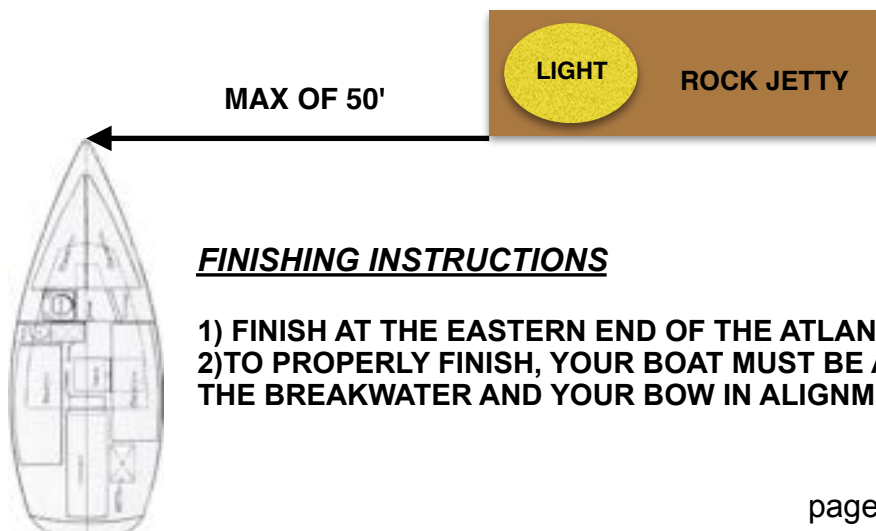 LIGHT
ROCK JETTY
MAX OF 50'
FINISHING INSTRUCTIONS
1) FINISH AT THE EASTERN END OF THE ATLAN
2)TO PROPERLY FINISH, YOUR BOAT MUST BE A
THE BREAKWATER AND YOUR BOW IN ALIGNM
page